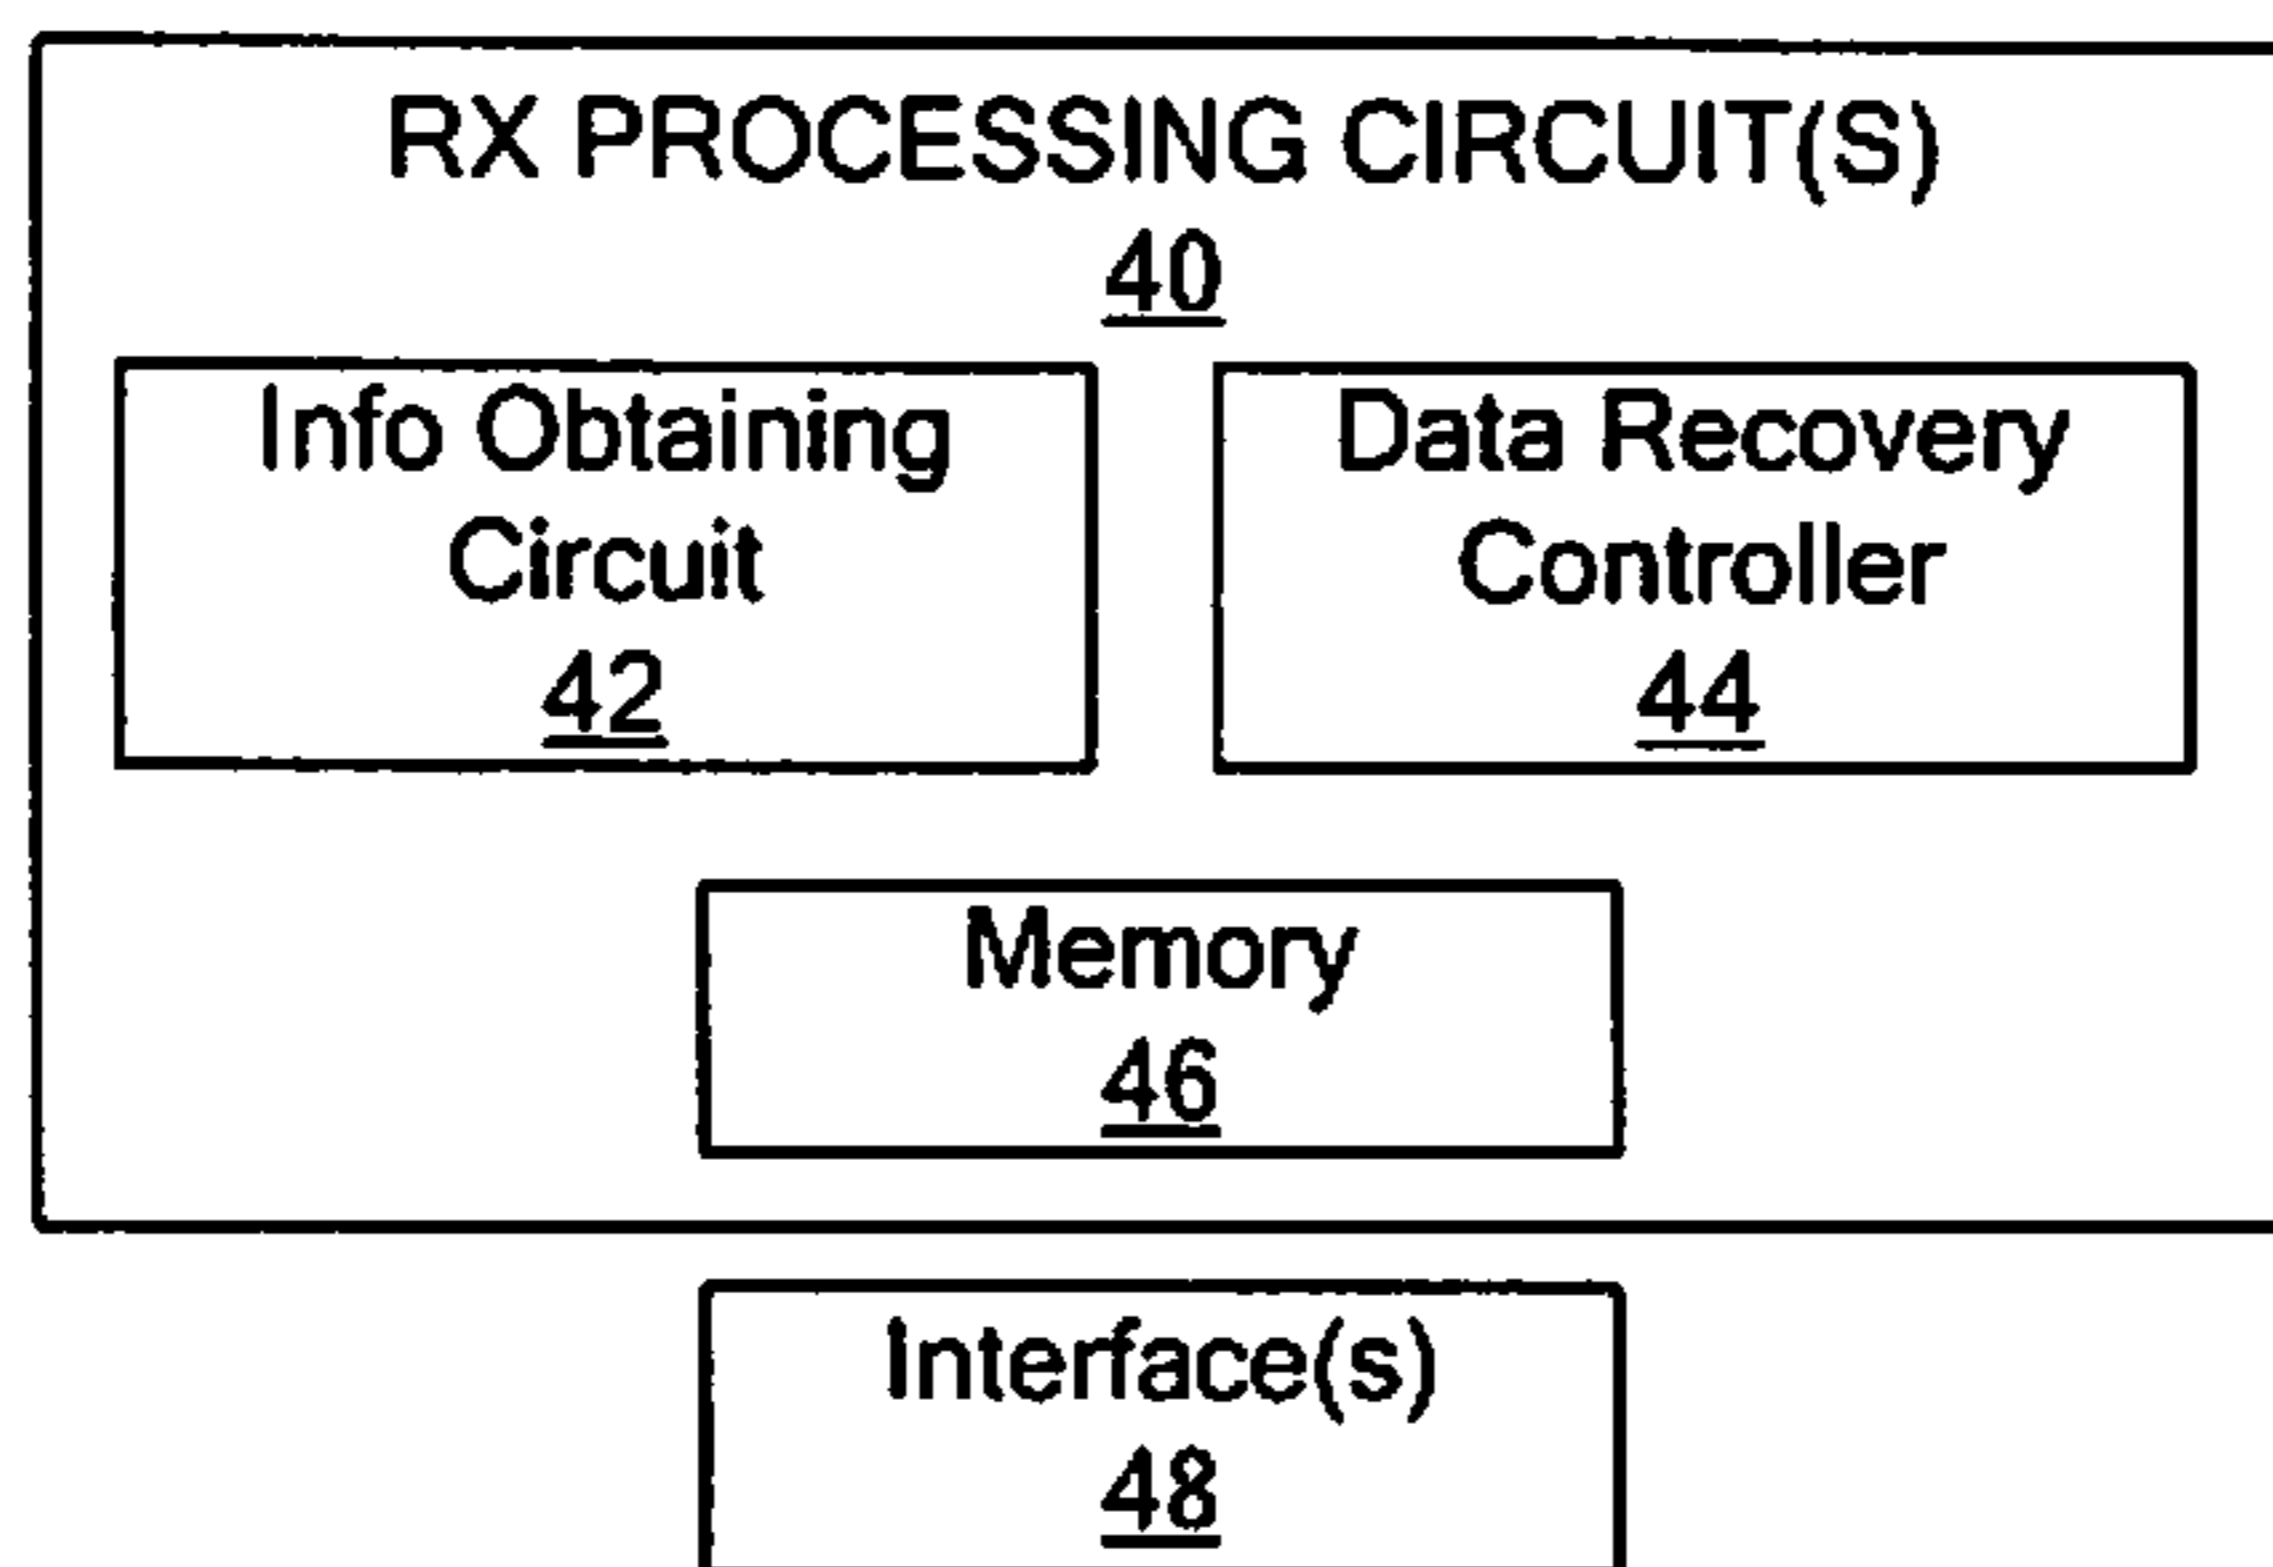 RX PROCESSING CIRCUIT(S)
40
Info Obtaining
Circuit
42
Data Recovery
Controller
44
Memory
46
Interface(s)
48